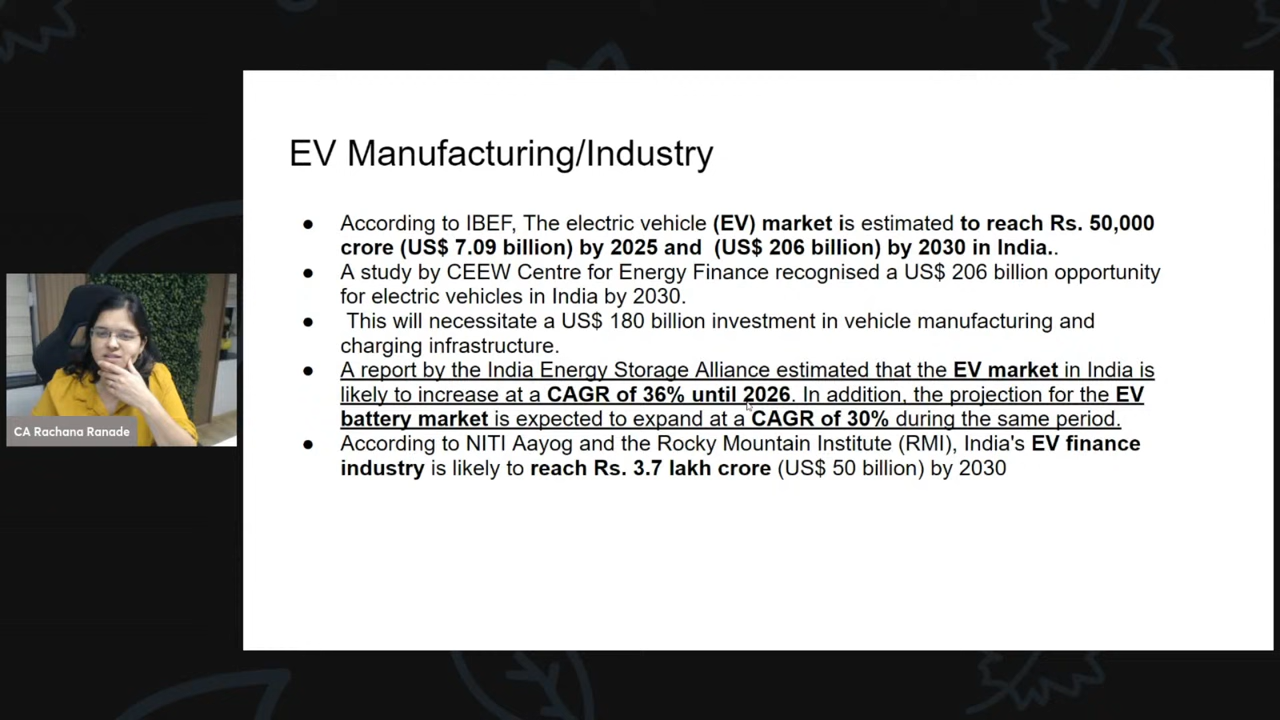 EV Manufacturing/Industry
● According to IBEF, The electric vehicle (EV) market is estimated to reach Rs. 50,000
crore (US$ 7.09 billion) by 2025 and (US$ 206 billion) by 2030 in India..
● A study by CEEW Centre for Energy Finance recognised a US$ 206 billion opportunity
for electric vehicles in India by 2030.
● This will necessitate a US$ 180 billion investment in vehicle manufacturing and
charging infrastructure.
● A report by the India Energy Storage Alliance estimated that the EV market in India is
likely to increase at a CAGR of 36% until 2026. In addition, the projection for the EV
battery market is expected to expand at a CAGR of 30% during the same period.
● According to NITI Aayog and the Rocky Mountain Institute (RMI), India's EV finance
industry is likely to reach Rs. 3.7 lakh crore (US$ 50 billion) by 2030
CA Rachana Ranade